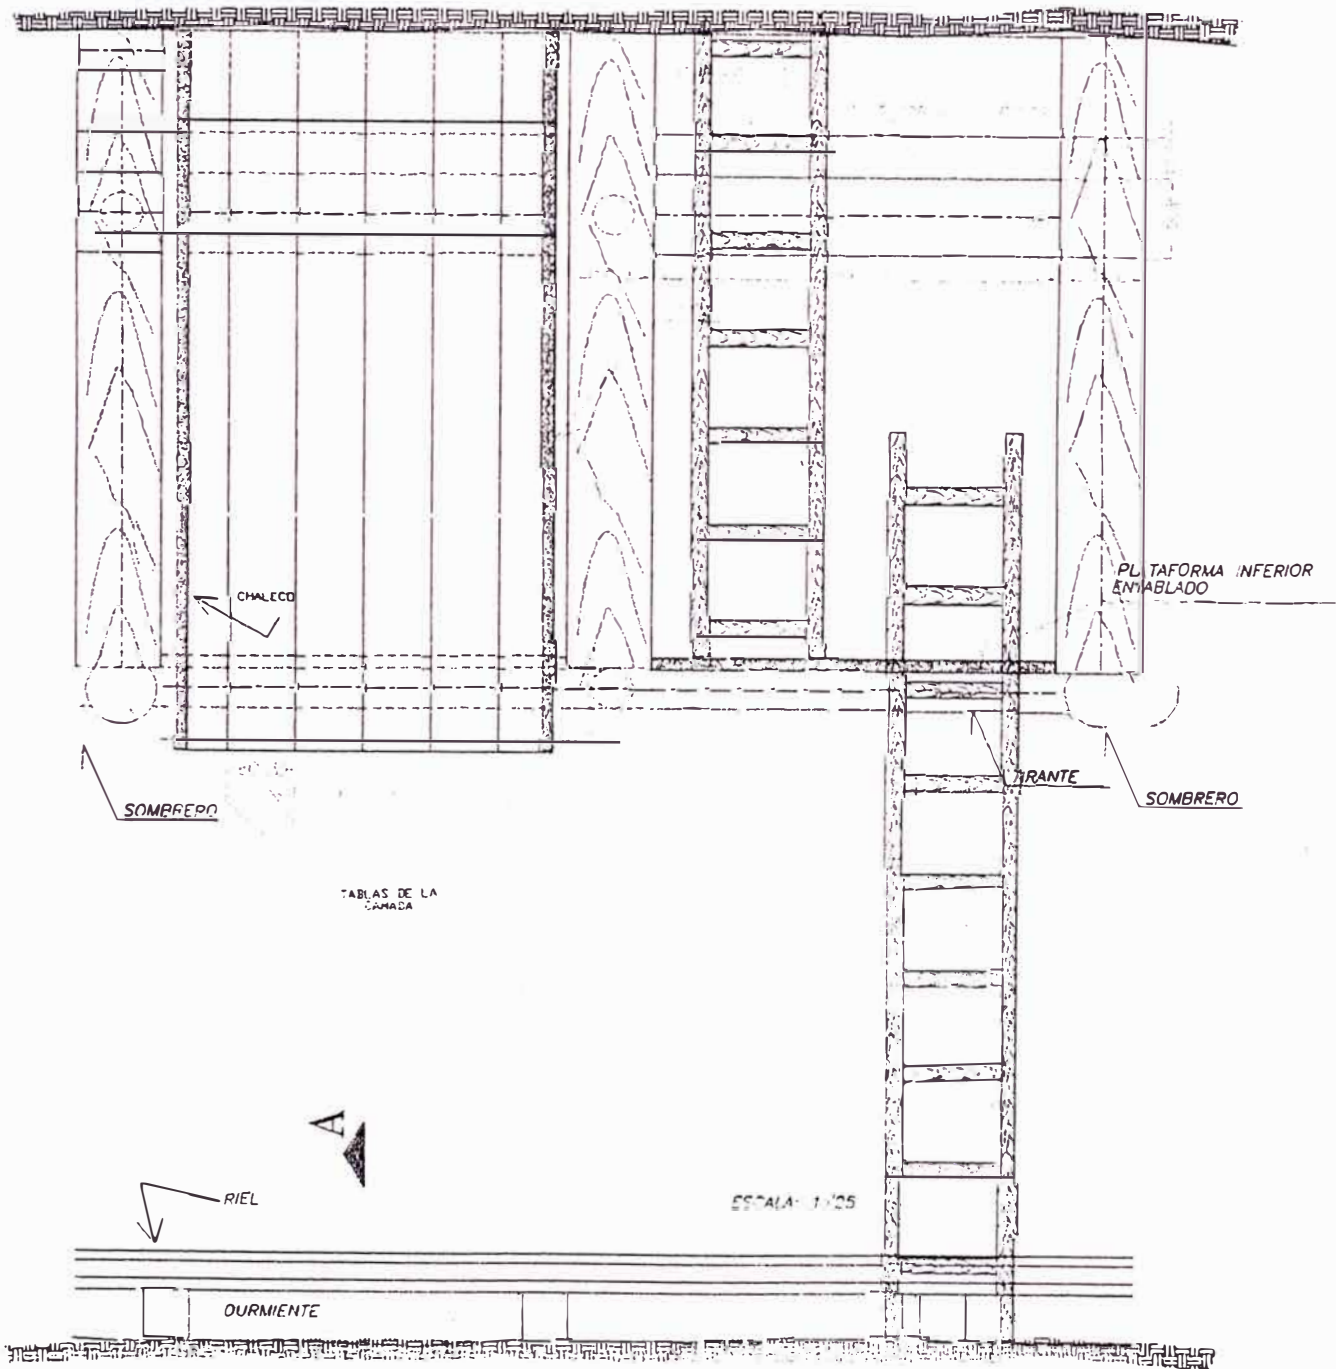 CHALECO
PLATAFORMA INFERIOR
ENTABLADO
SOMBRERO
TIRANTE
SOMBRERO
TABLAS DE LA
CAMADA
A
RIEL
ESCALA: 1/25
DURMIENTE